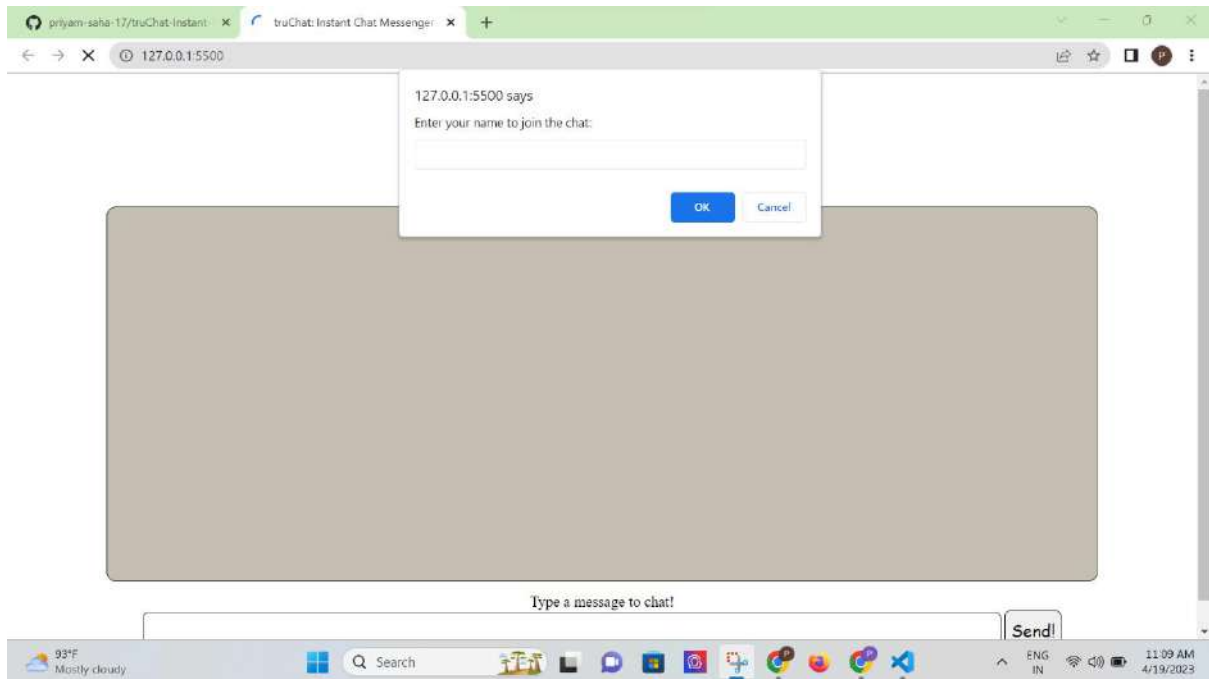 priyam-saha-17/truChat-Instant
truChat: Instant Chat Messenger
127.0.0.1:5500
P
127.0.0.1:5500 says
Enter your name to join the chat:
OK
Cancel
Type a message to chat!
Send!
93°F
Mostly cloudy
Search
ENG
IN
11:09 AM
4/19/2023